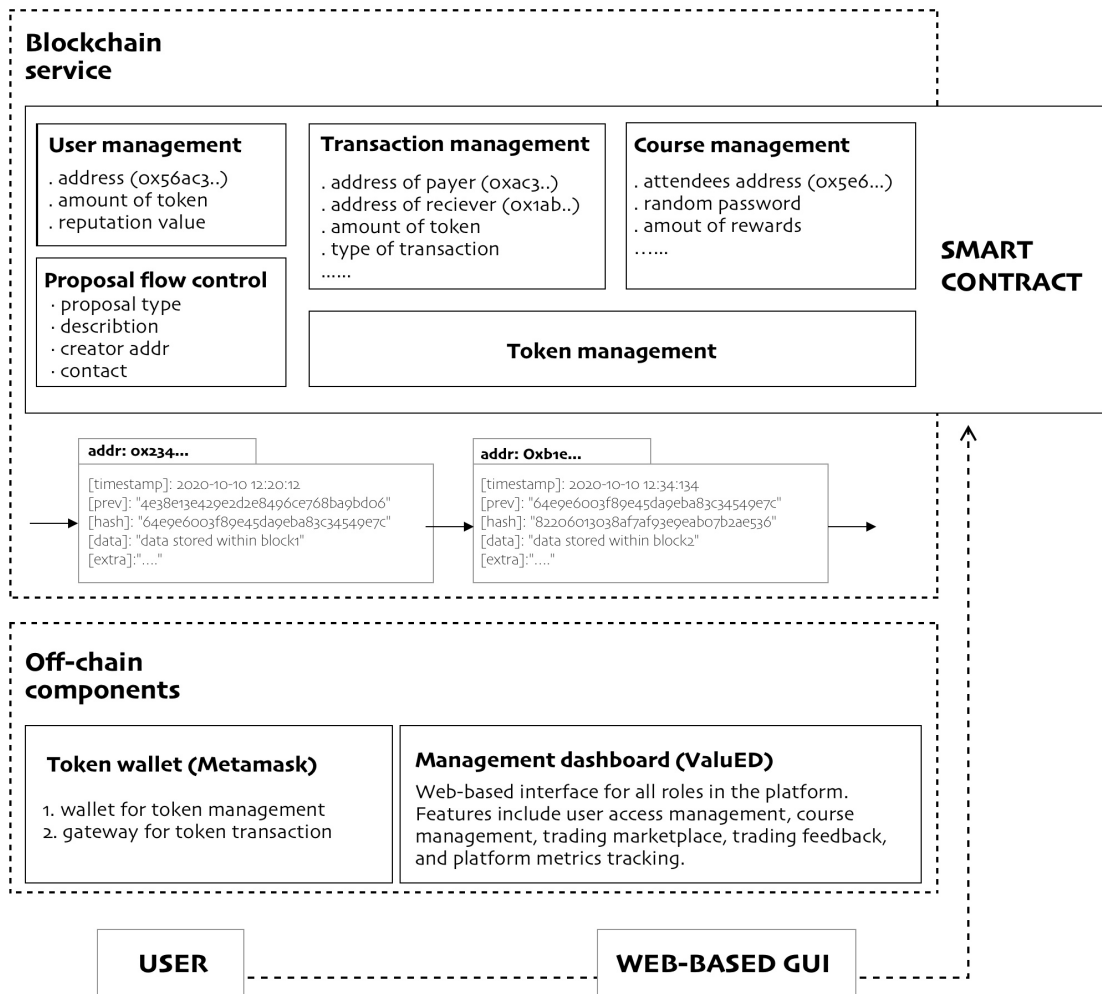 Blockchain
service
User management
. address (0x56ac3..)
. amount of token
. reputation value
Transaction management
. address of payer (0xac3..)
. address of reciever (0x1ab..)
. amount of token
. type of transaction
......
Course management
. attendees address (0x5e6...)
. random password
. amout of rewards
......
SMART
CONTRACT
Proposal flow control
· proposal type
· describtion
· creator addr
· contact
Token management
addr: 0x234...
[timestamp]: 2020-10-10 12:20:12
[prev]: "4e38e13e429e2d2e8496ce768ba9bd06"
[hash]: "64e9e6003f89e45da9eba83c34549e7c"
[data]: "data stored within block1"
[extra]:"...."
addr: 0xb1e...
[timestamp]: 2020-10-10 12:34:134
[prev]: "64e9e6003f89e45da9eba83c34549e7c"
[hash]: "82206013038af7af93e9eab07b2ae536"
[data]: "data stored within block2"
[extra]:"...."
Off-chain
components
Token wallet (Metamask)
1. wallet for token management
2. gateway for token transaction
Management dashboard (ValuED)
Web-based interface for all roles in the platform.
Features include user access management, course
management, trading marketplace, trading feedback,
and platform metrics tracking.
USER
WEB-BASED GUI